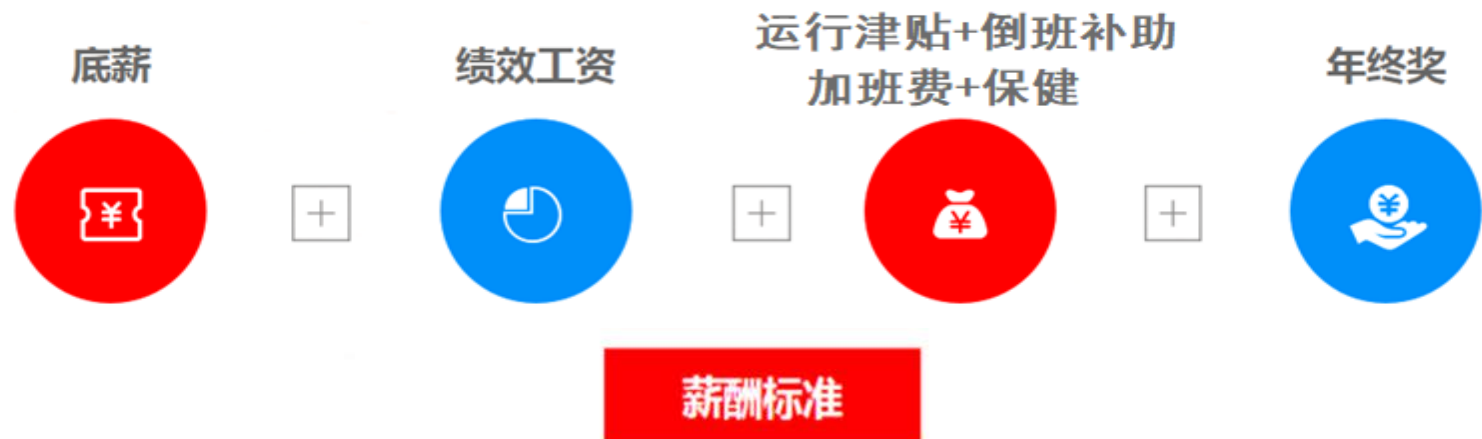 底薪
绩效工资
运行津贴+倒班补助
加班费+保健
年终奖
薪酬标准